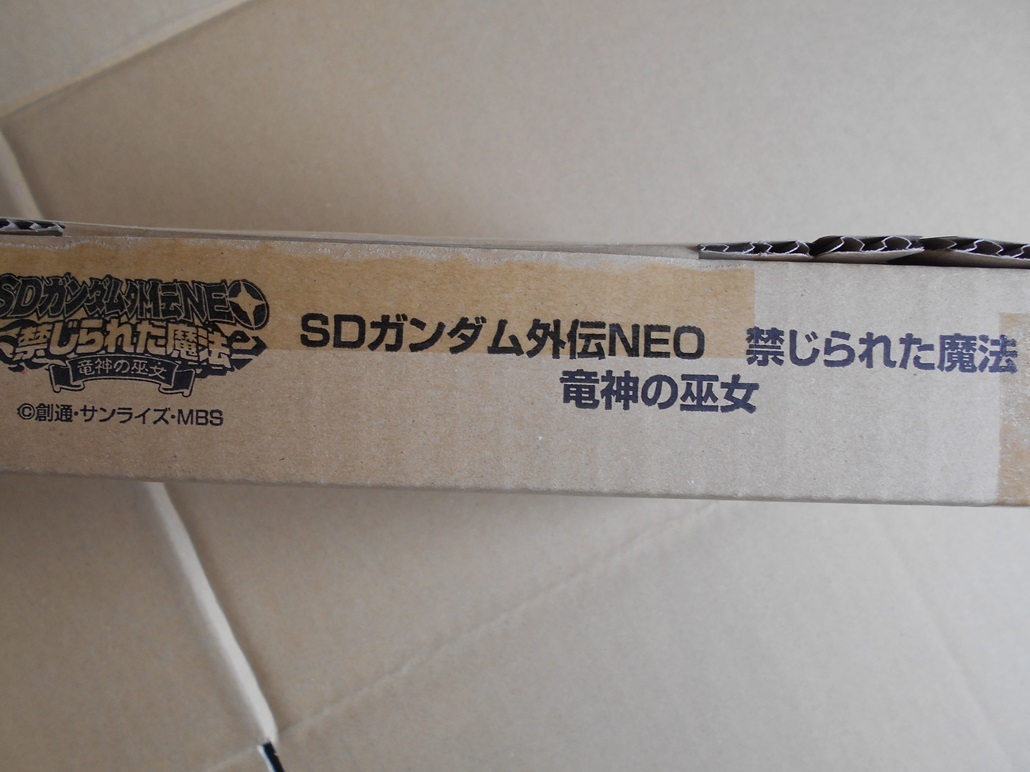 SDガンダム外伝NEO
禁じられた魔法
竜神の巫女
©創通・サンライズ・MBS
SDガンダム外伝NEO　禁じられた魔法
竜神の巫女